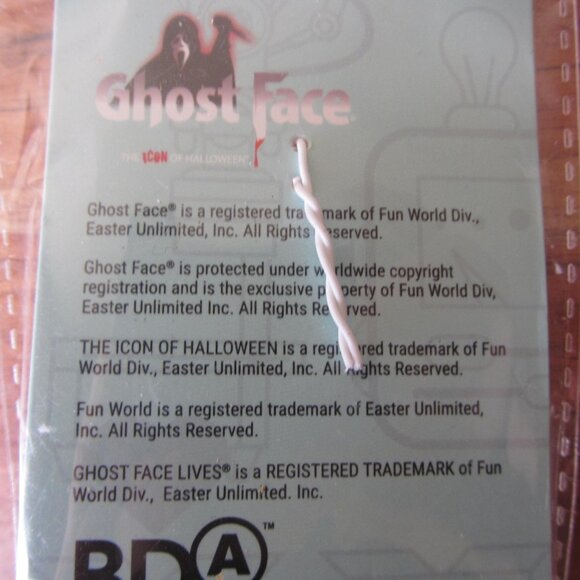 Ghost Face®
THE ICON OF HALLOWEEN™
Ghost Face® is a registered trademark of Fun World Div.,
Easter Unlimited, Inc. All Rights Reserved.
Ghost Face® is protected under worldwide copyright
registration and is the exclusive property of Fun World Div,
Easter Unlimited Inc. All Rights Reserved.
THE ICON OF HALLOWEEN is a registered trademark of Fun
World Div., Easter Unlimited, Inc. All Rights Reserved.
Fun World is a registered trademark of Easter Unlimited,
Inc. All Rights Reserved.
GHOST FACE LIVES® is a REGISTERED TRADEMARK of Fun
World Div., Easter Unlimited. Inc.
BDA™